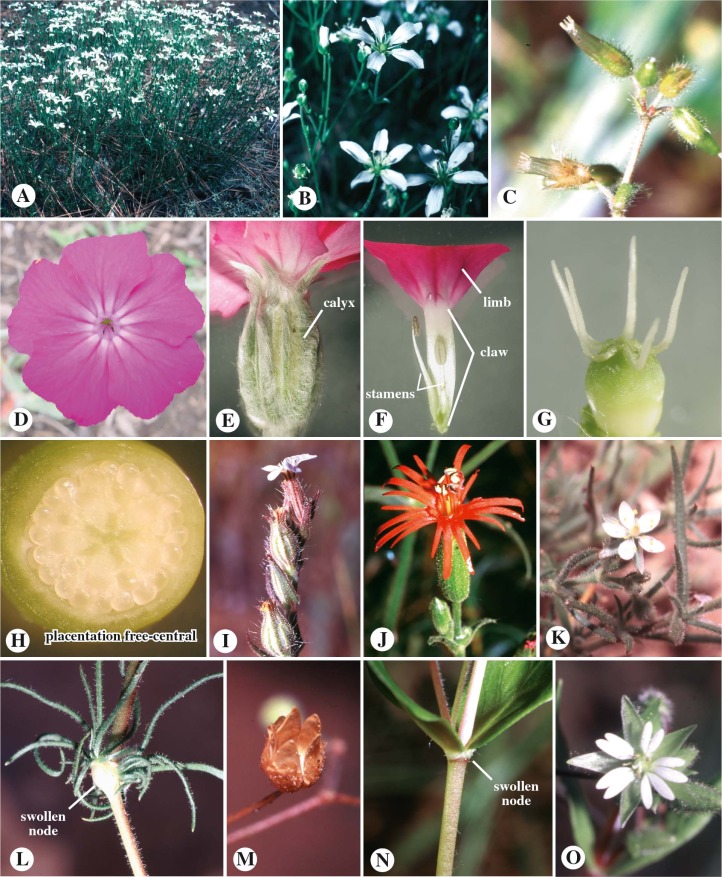 A
B
C
calyx
limb
claw
stamens
D
E
F
G
placentation free-central
H
I
J
K
swollen
node
swollen
node
L
M
N
O